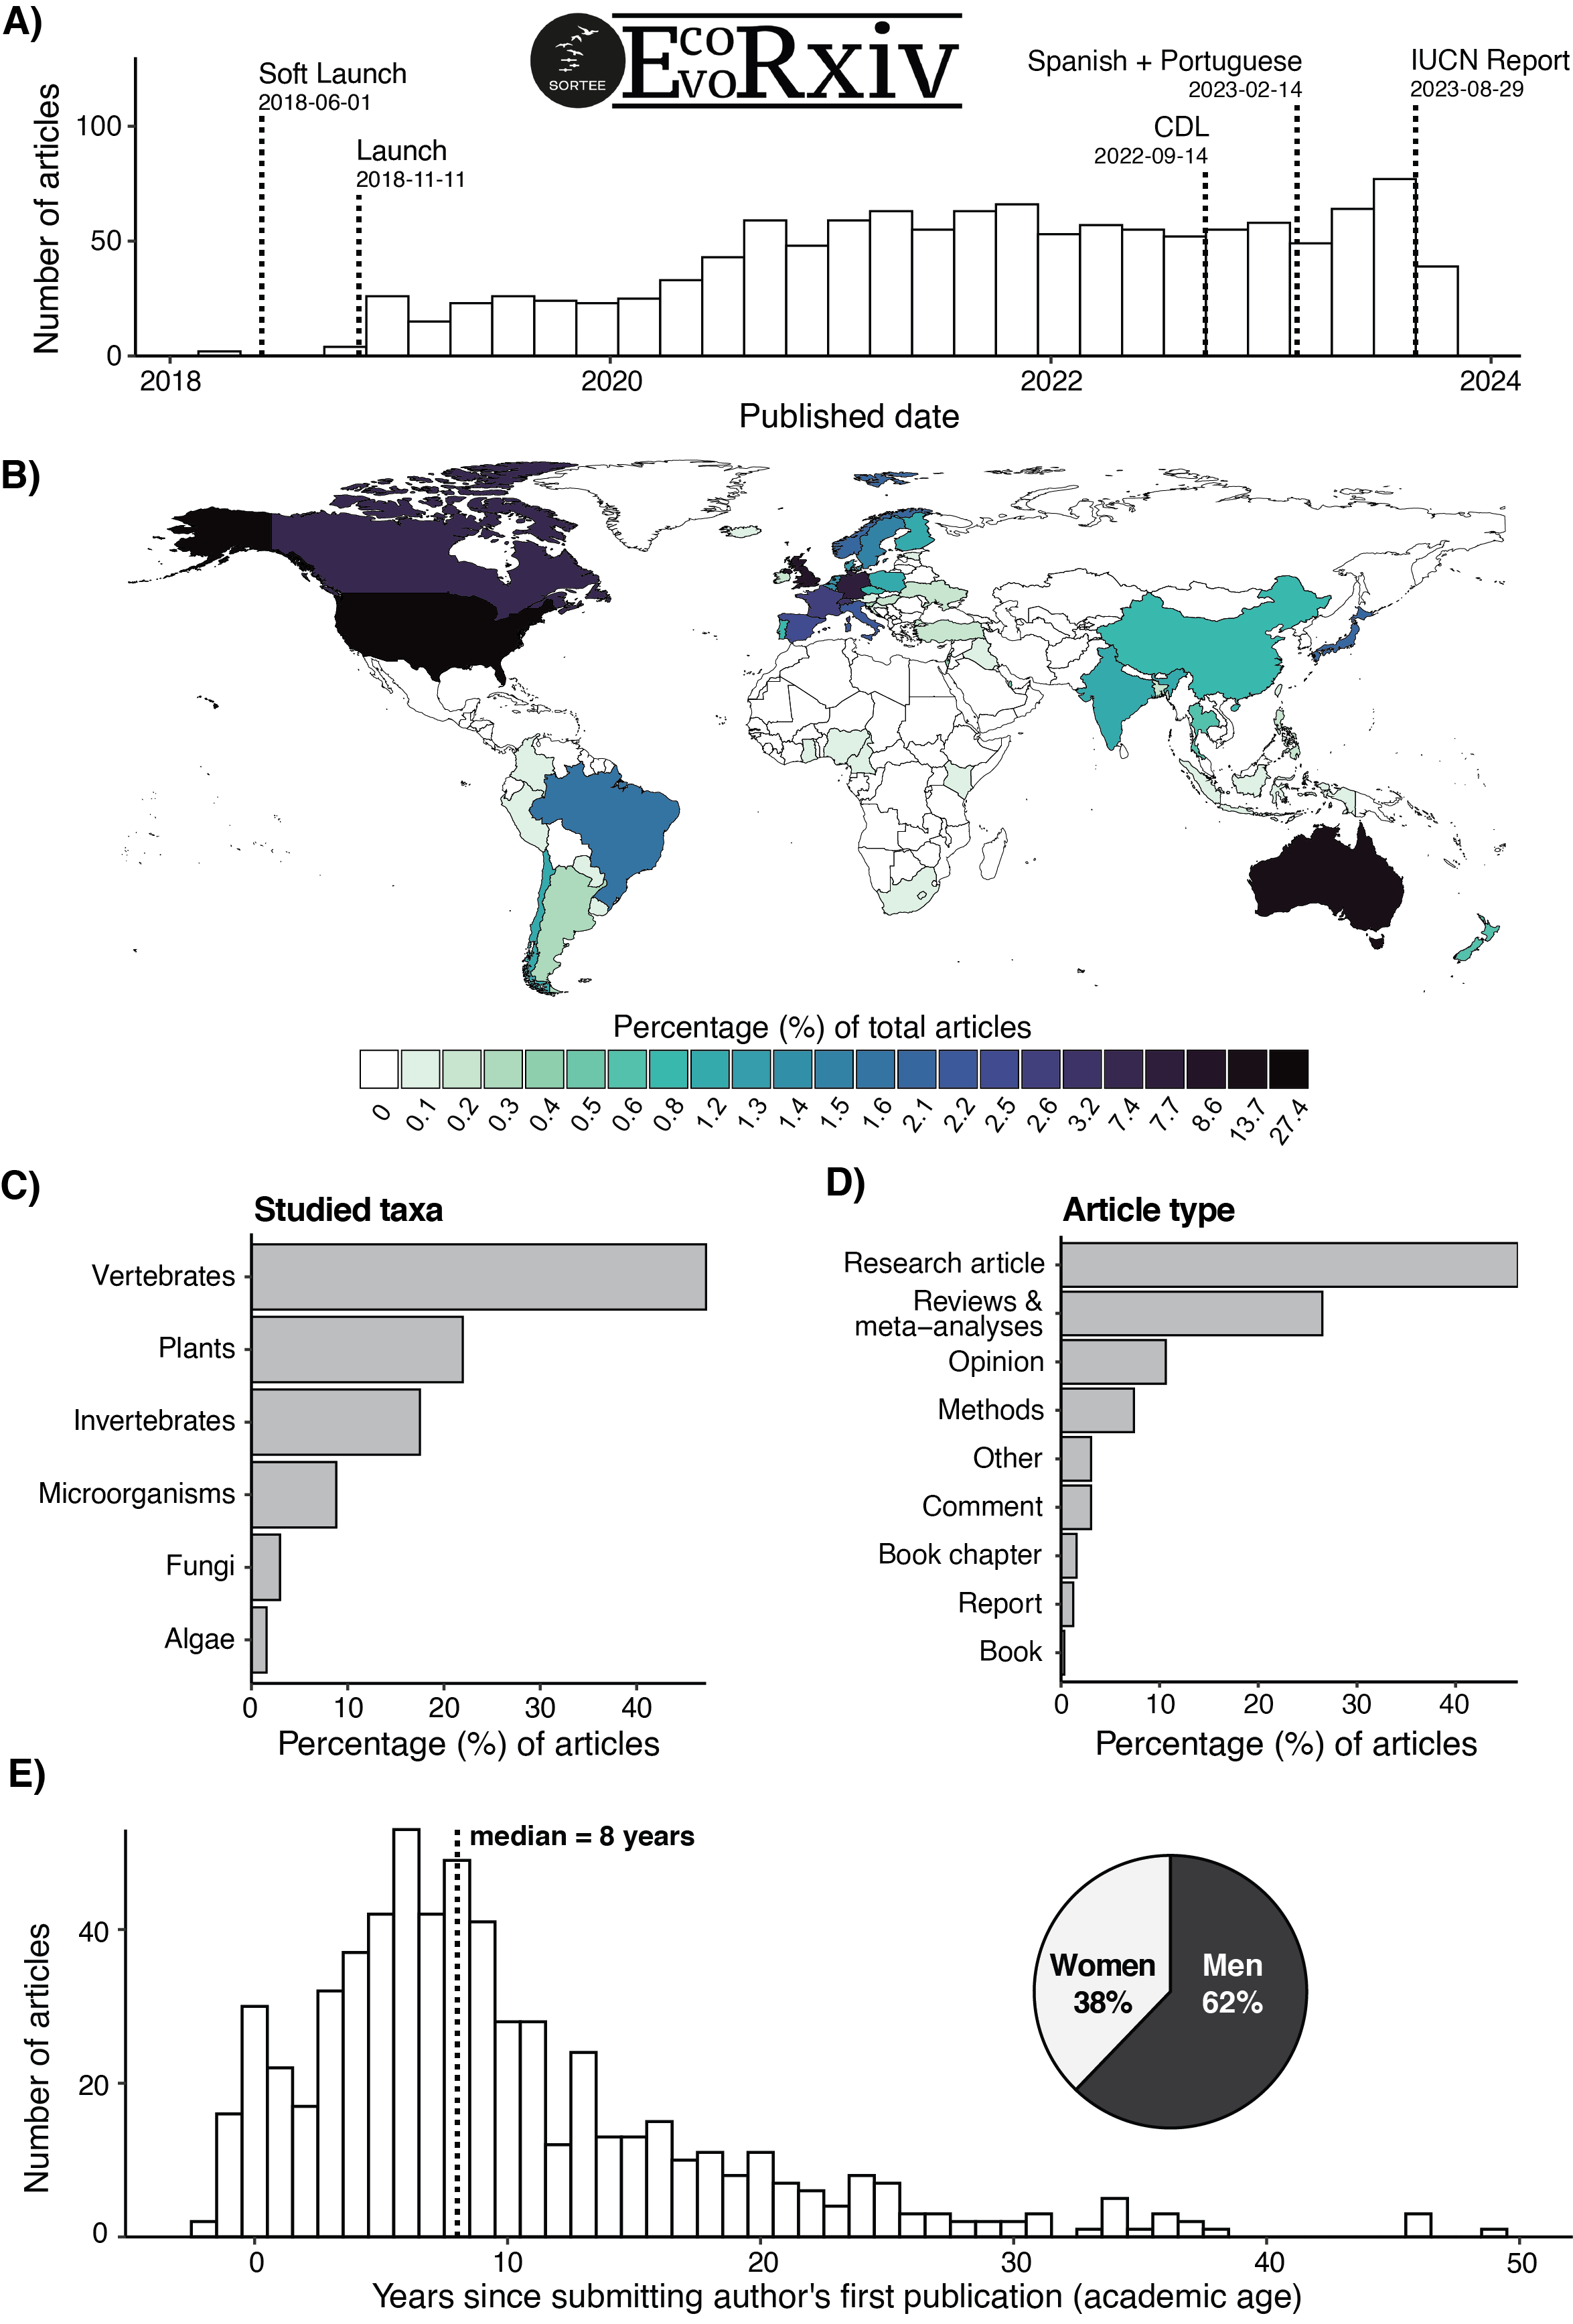 A)
SORTEE
EcoEvoRxiv
Soft Launch
2018-06-01
Launch
2018-11-11
CDL
2022-09-14
Spanish + Portuguese
2023-02-14
IUCN Report
2023-08-29
Number of articles
100
50
0
2018
2020
2022
2024
Published date
B)
Percentage (%) of total articles
0
0.1
0.2
0.3
0.4
0.5
0.6
0.8
1.2
1.3
1.4
1.5
1.6
2.1
2.2
2.5
2.6
3.2
7.4
7.7
8.6
13.7
27.4
C)
Studied taxa
Vertebrates
Plants
Invertebrates
Microorganisms
Fungi
Algae
0
10
20
30
40
Percentage (%) of articles
D)
Article type
Research article
Reviews &
meta−analyses
Opinion
Methods
Other
Comment
Book chapter
Report
Book
0
10
20
30
40
Percentage (%) of articles
E)
median = 8 years
Women
38%
Men
62%
Number of articles
40
20
0
0
10
20
30
40
50
Years since submitting author's first publication (academic age)